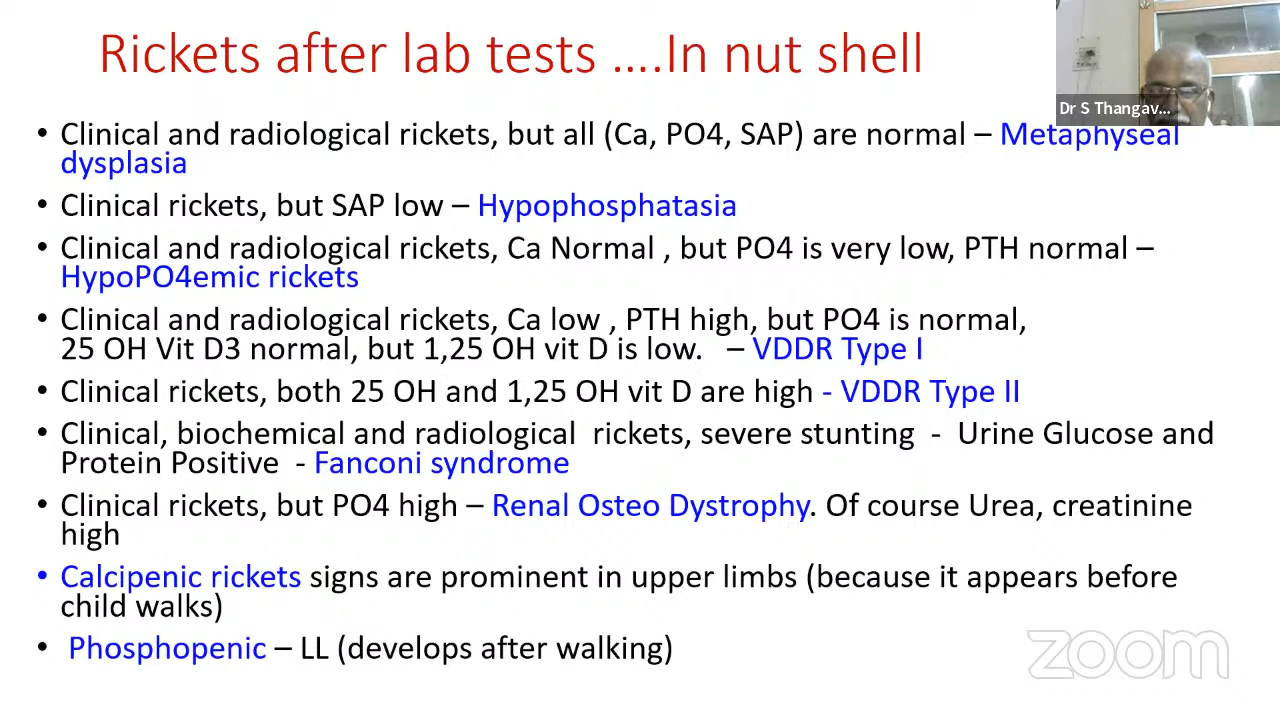 Rickets after lab tests ....In nut shell
Dr S Thangav...
• Clinical and radiological rickets, but all (Ca, PO4, SAP) are normal – Metaphyseal
dysplasia
• Clinical rickets, but SAP low – Hypophosphatasia
• Clinical and radiological rickets, Ca Normal , but PO4 is very low, PTH normal –
HypoPO4emic rickets
• Clinical and radiological rickets, Ca low , PTH high, but PO4 is normal,
25 OH Vit D3 normal, but 1,25 OH vit D is low. – VDDR Type I
• Clinical rickets, both 25 OH and 1,25 OH vit D are high - VDDR Type II
• Clinical, biochemical and radiological rickets, severe stunting - Urine Glucose and
Protein Positive - Fanconi syndrome
• Clinical rickets, but PO4 high – Renal Osteo Dystrophy. Of course Urea, creatinine
high
• Calcipenic rickets signs are prominent in upper limbs (because it appears before
child walks)
• Phosphopenic – LL (develops after walking)
zoom